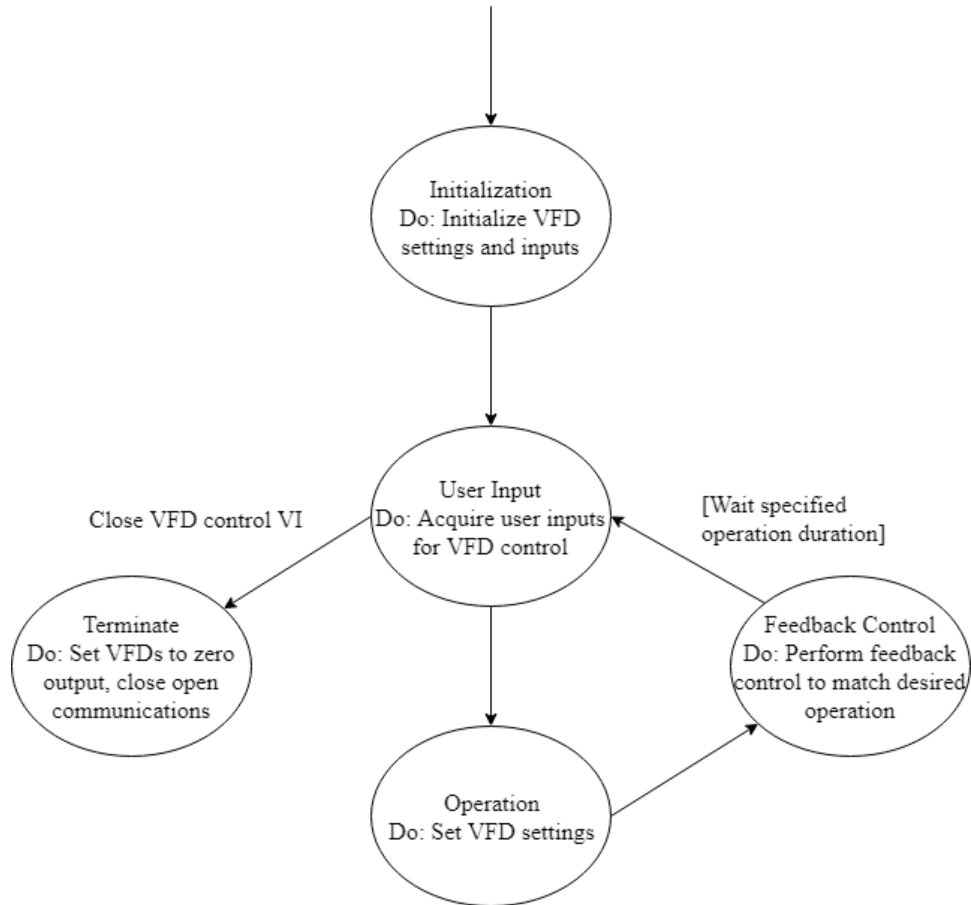 Initialization
Do: Initialize VFD
settings and inputs
User Input
Do: Acquire user inputs
for VFD control
Close VFD control VI
[Wait specified
operation duration]
Terminate
Do: Set VFDs to zero
output, close open
communications
Feedback Control
Do: Perform feedback
control to match desired
operation
Operation
Do: Set VFD settings